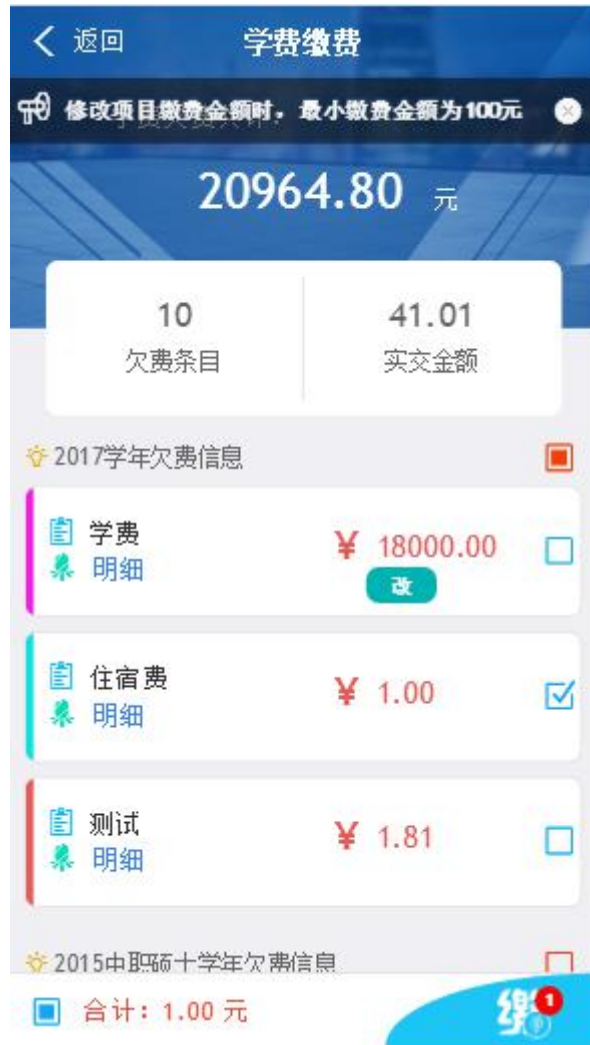 返回
学费缴费
修改项目缴费金额时，最小缴费金额为100元
20964.80 元
10
欠费条目
41.01
实交金额
2017学年欠费信息
学费
¥ 18000.00
明细
改
住宿费
¥ 1.00
明细
测试
¥ 1.81
明细
2015中职硕士学年欠费信息
合计：1.00 元
缴
1